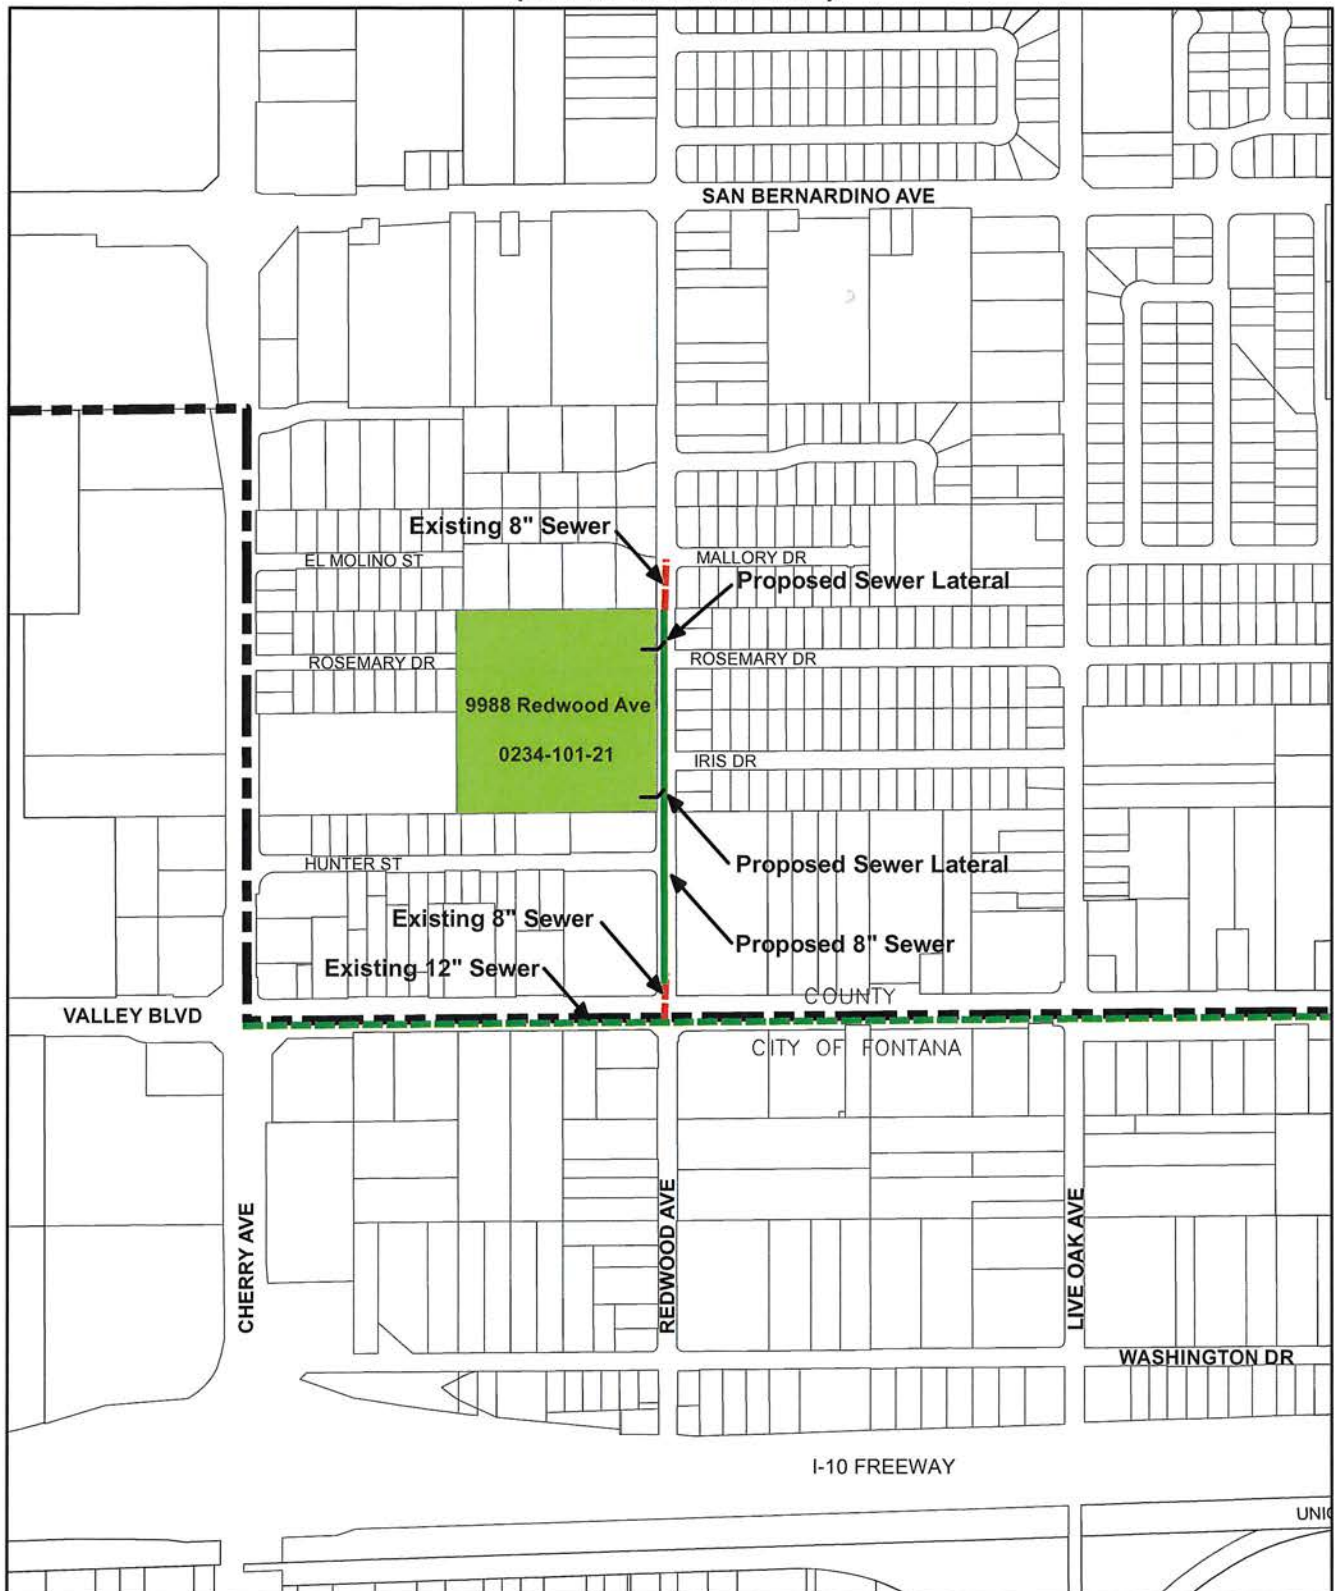 SAN BERNARDINO AVE
Existing 8" Sewer
EL MOLINO ST
MALLORY DR
Proposed Sewer Lateral
ROSEMARY DR
ROSEMARY DR
9988 Redwood Ave
0234-101-21
IRIS DR
HUNTER ST
Proposed Sewer Lateral
Existing 8" Sewer
Proposed 8" Sewer
Existing 12" Sewer
COUNTY
VALLEY BLVD
CITY OF FONTANA
CHERRY AVE
REDWOOD AVE
LIVE OAK AVE
WASHINGTON DR
I-10 FREEWAY